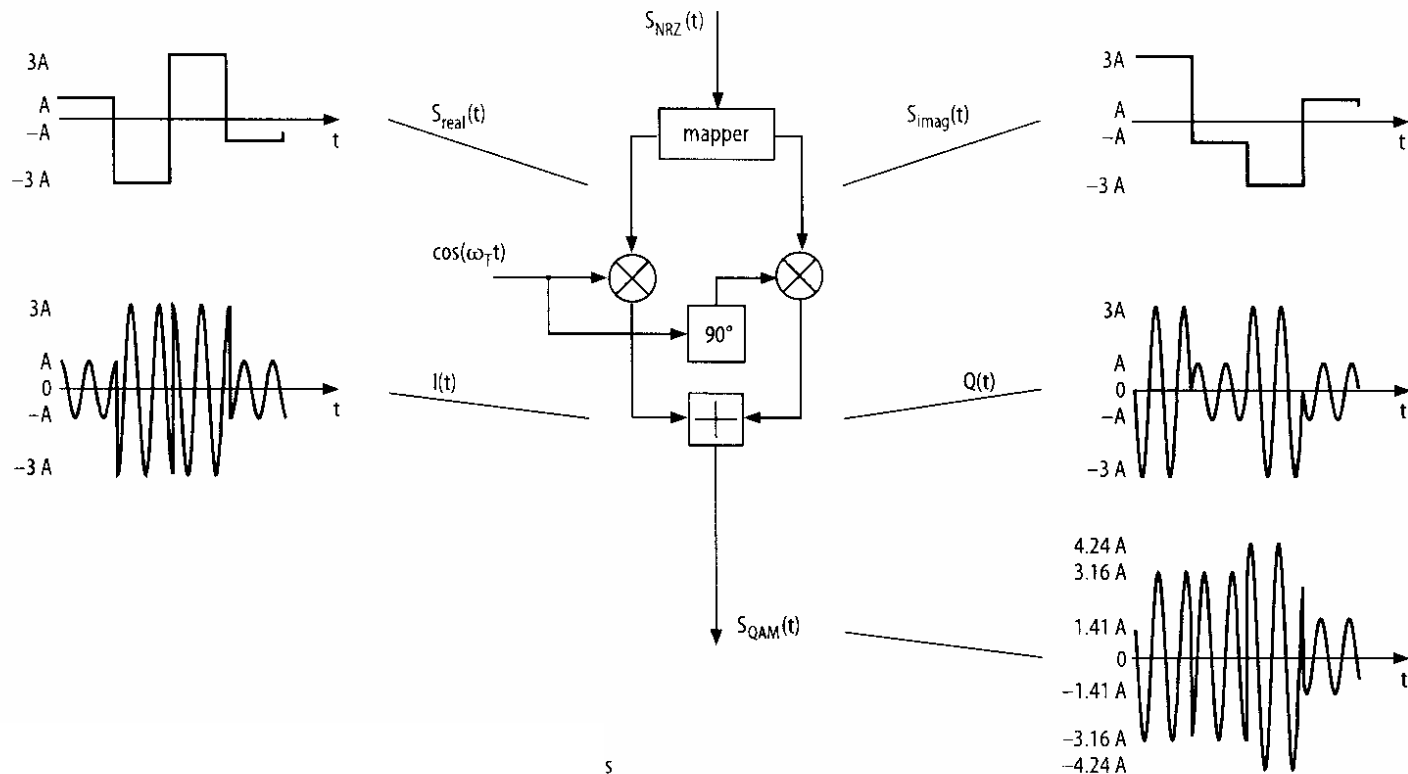 S_NRZ(t)
3A
A
−A
−3 A
t
S_real(t)
mapper
S_imag(t)
3A
A
−A
−3 A
t
cos(ω_T t)
90°
3A
A
0
−A
−3 A
t
I(t)
Q(t)
3A
A
0
−A
−3 A
t
S_QAM(t)
4.24 A
3.16 A
1.41 A
0
−1.41 A
−3.16 A
−4.24 A
t
s